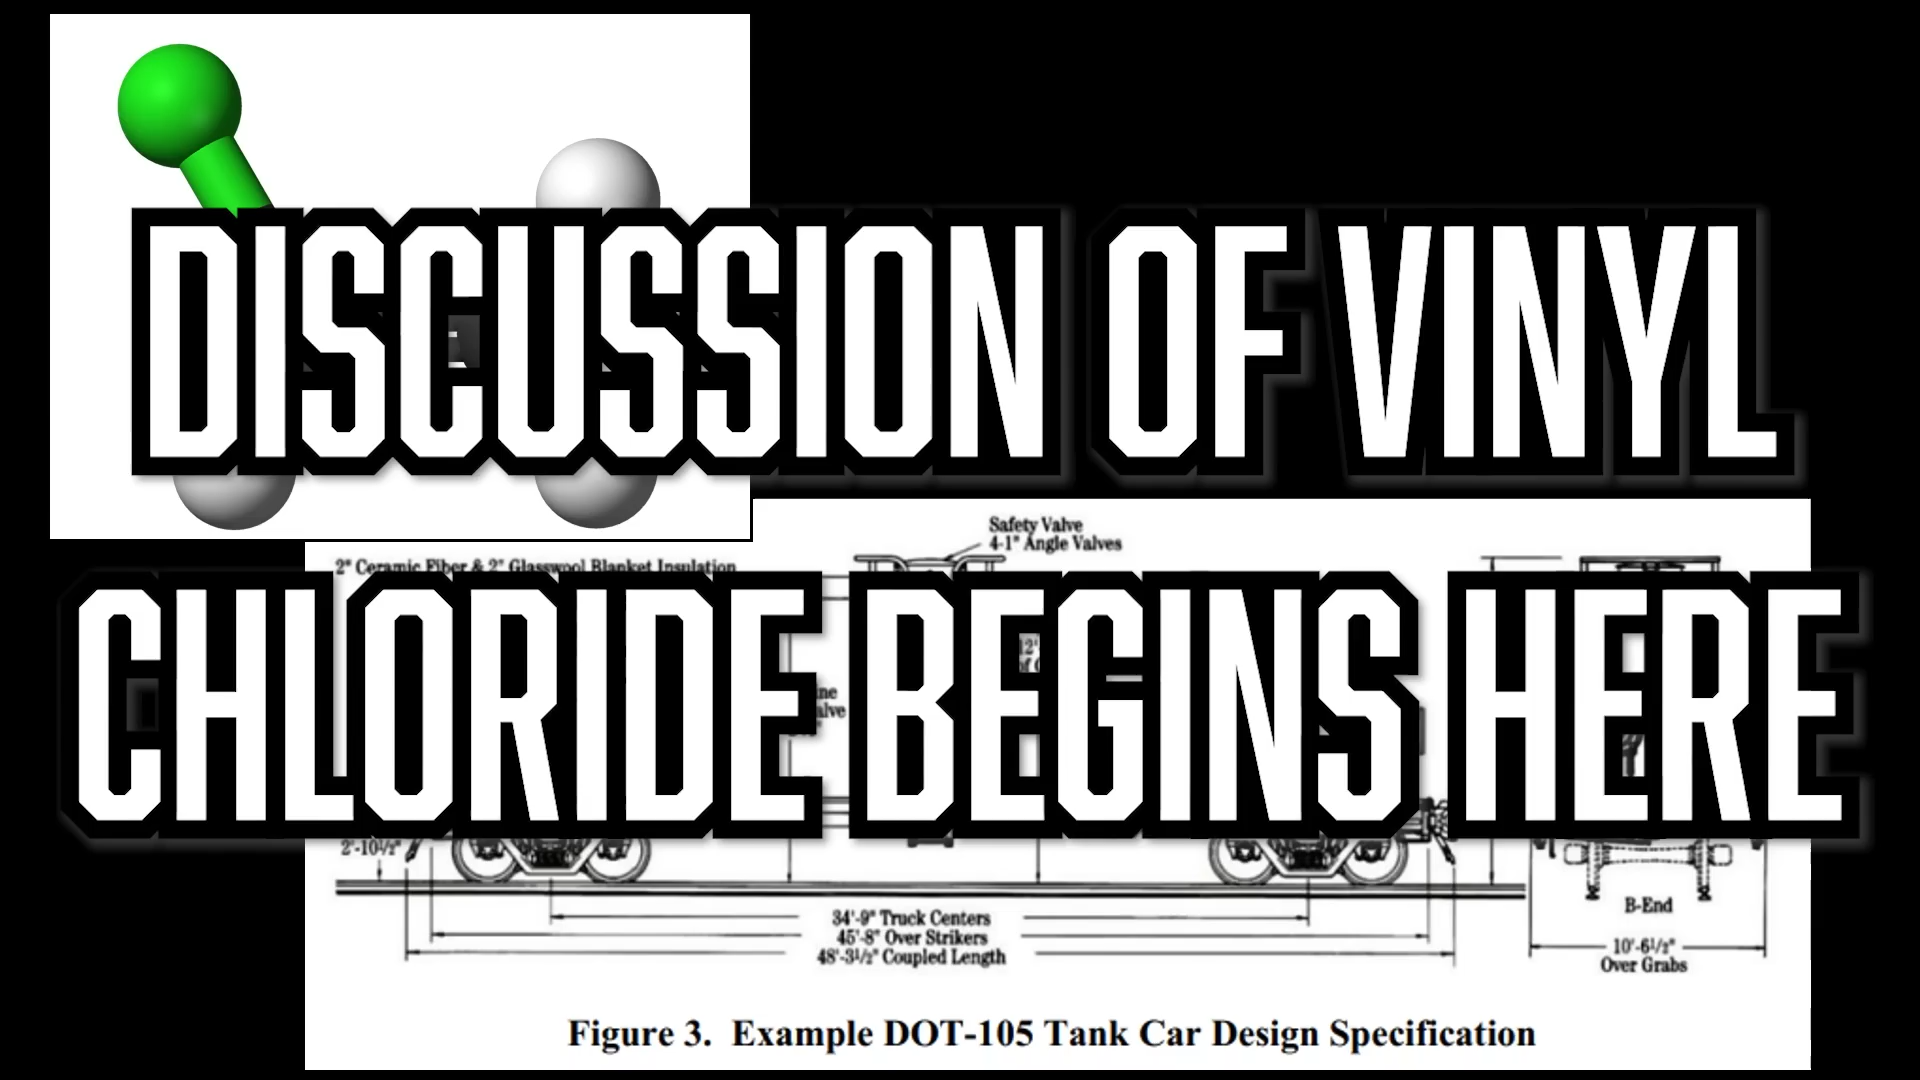 DISCUSSION OF VINYL
Safety Valve
4-1" Angle Valves
2" Ceramic Fiber & 2" Glasswool Blanket Insulation
CHLORIDE BEGINS HERE
2'-10½"
34'-9" Truck Centers
45'-8" Over Strikers
48'-3½" Coupled Length
B-End
10'-6½"
Over Grabs
Figure 3. Example DOT-105 Tank Car Design Specification